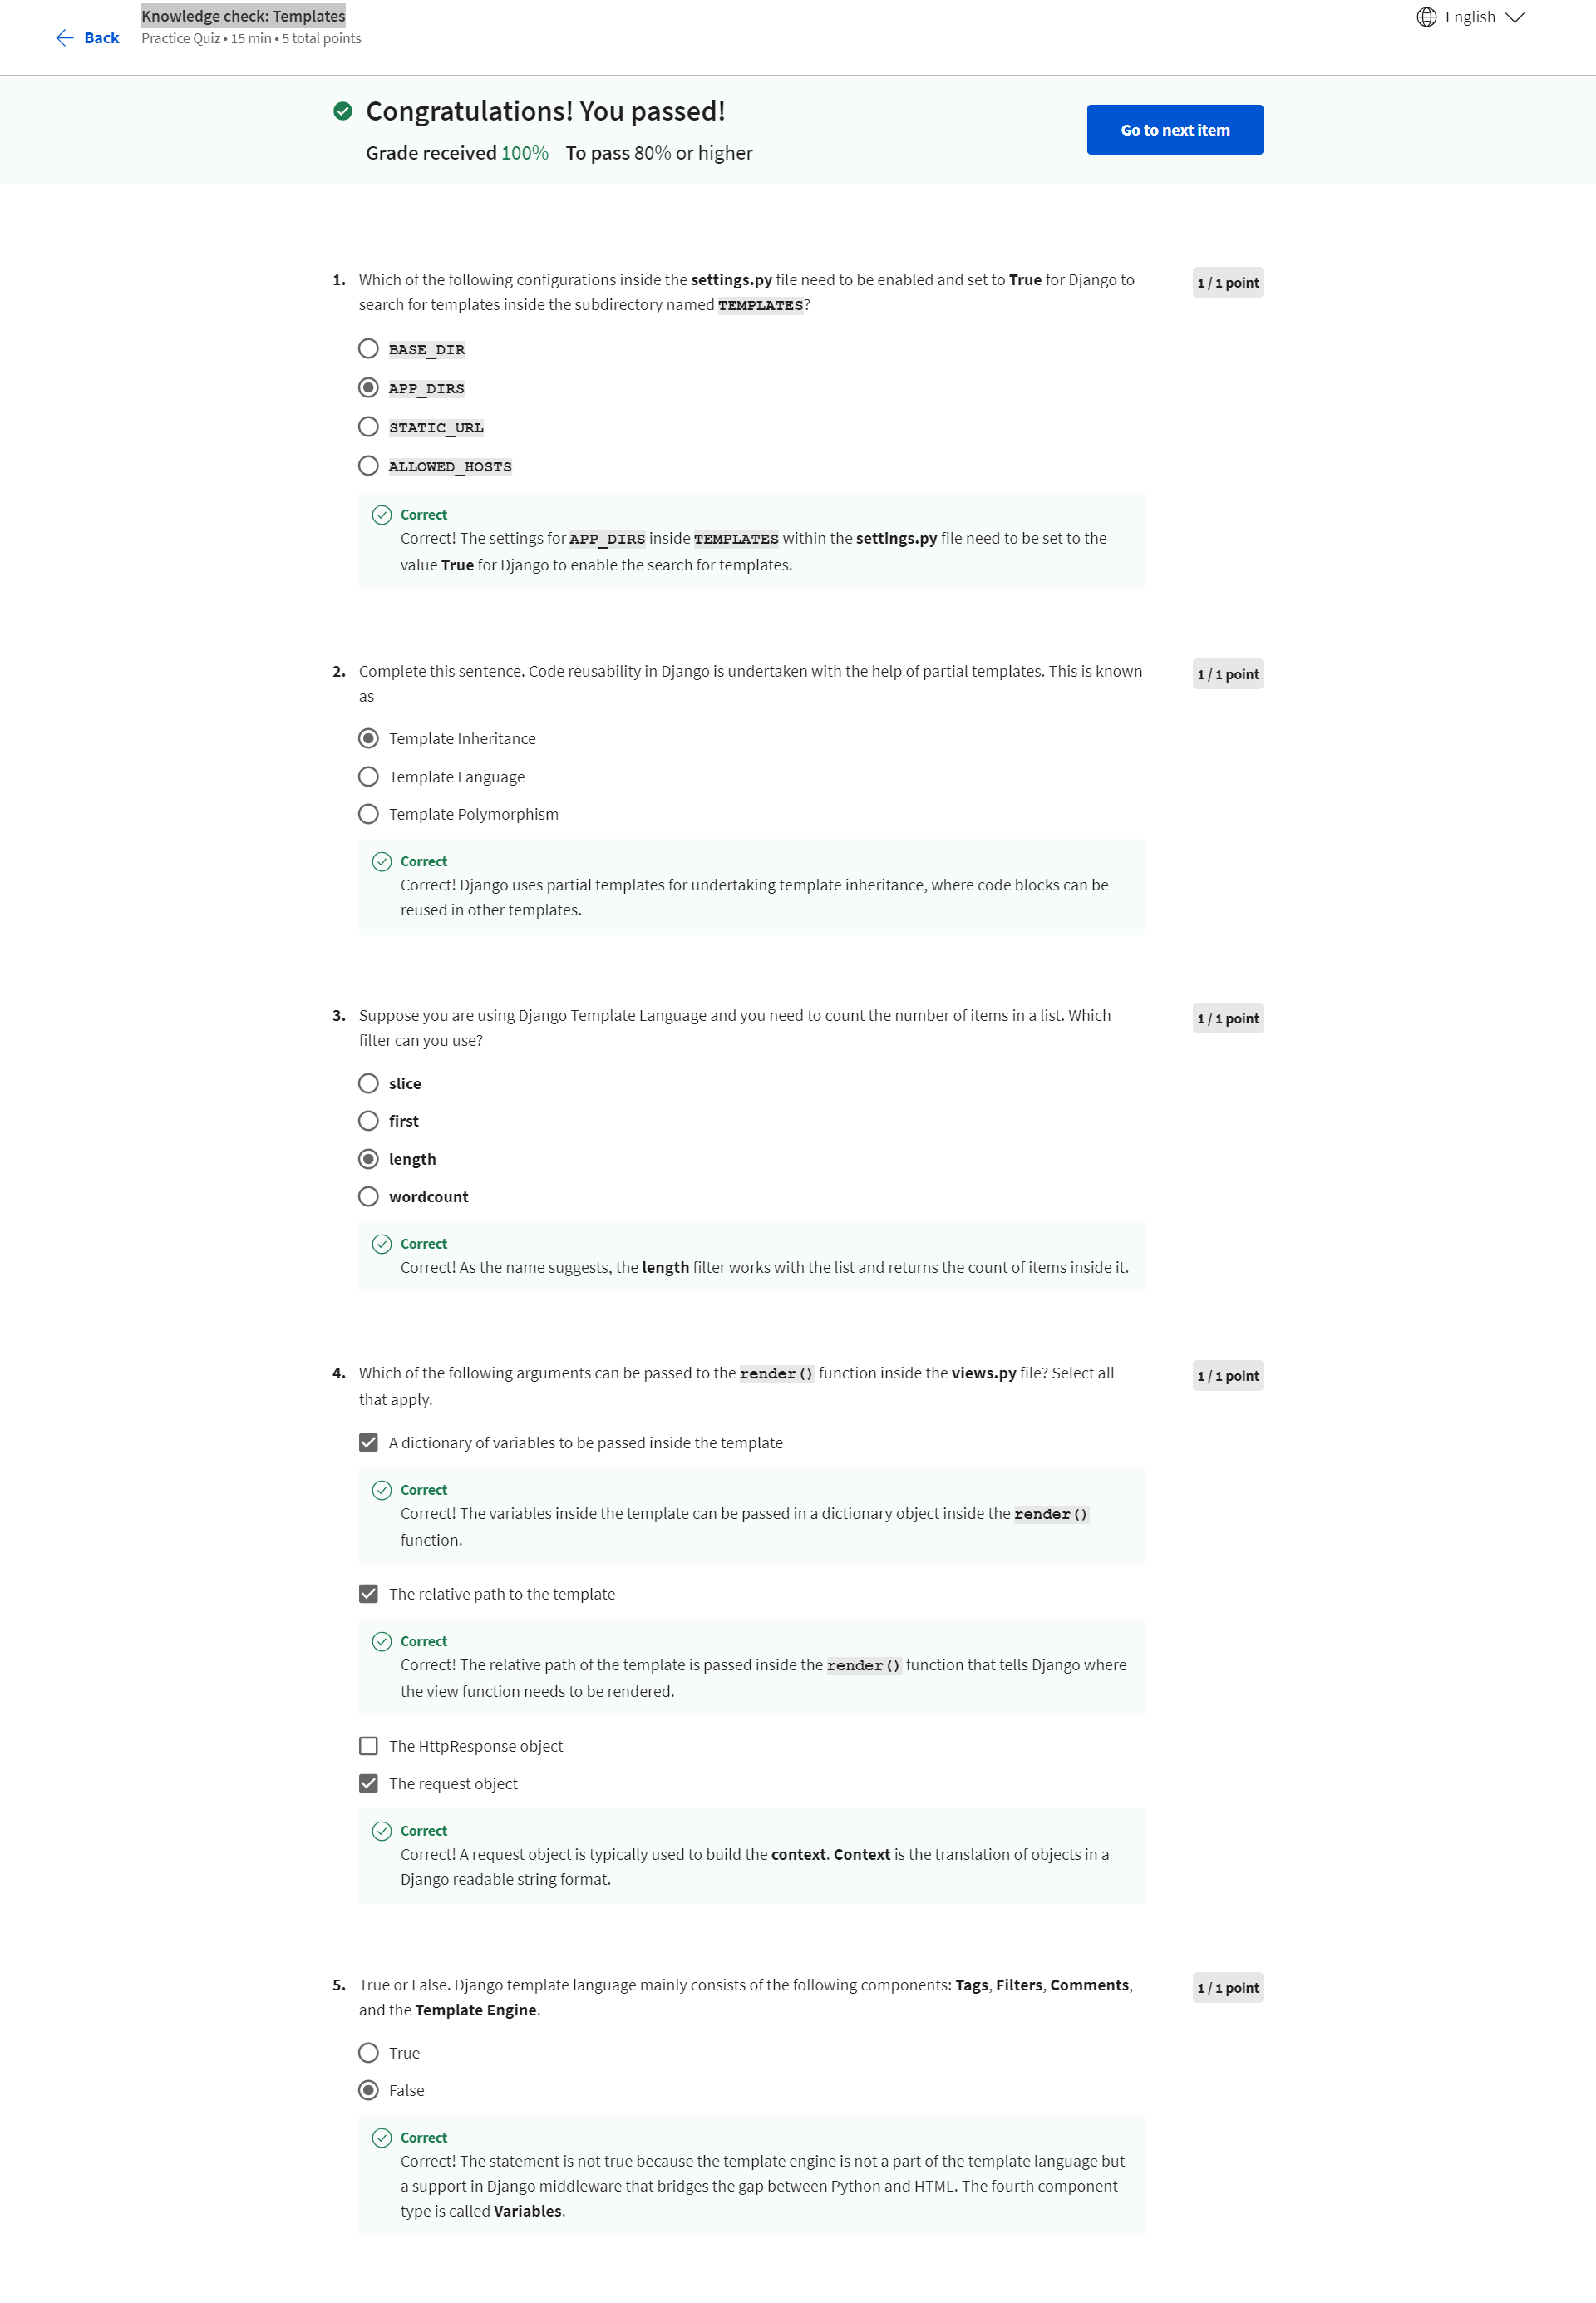 Knowledge check: Templates
Back
Practice Quiz • 15 min • 5 total points
English
Congratulations! You passed!
Grade received 100% To pass 80% or higher
Go to next item
1. Which of the following configurations inside the settings.py file need to be enabled and set to True for Django to
search for templates inside the subdirectory named TEMPLATES?
1 / 1 point
BASE_DIR
APP_DIRS
STATIC_URL
ALLOWED_HOSTS
Correct
Correct! The settings for APP_DIRS inside TEMPLATES within the settings.py file need to be set to the
value True for Django to enable the search for templates.
2. Complete this sentence. Code reusability in Django is undertaken with the help of partial templates. This is known
as _____________________________
1 / 1 point
Template Inheritance
Template Language
Template Polymorphism
Correct
Correct! Django uses partial templates for undertaking template inheritance, where code blocks can be
reused in other templates.
3. Suppose you are using Django Template Language and you need to count the number of items in a list. Which
filter can you use?
1 / 1 point
slice
first
length
wordcount
Correct
Correct! As the name suggests, the length filter works with the list and returns the count of items inside it.
4. Which of the following arguments can be passed to the render() function inside the views.py file? Select all
that apply.
1 / 1 point
A dictionary of variables to be passed inside the template
Correct
Correct! The variables inside the template can be passed in a dictionary object inside the render()
function.
The relative path to the template
Correct
Correct! The relative path of the template is passed inside the render() function that tells Django where
the view function needs to be rendered.
The HttpResponse object
The request object
Correct
Correct! A request object is typically used to build the context. Context is the translation of objects in a
Django readable string format.
5. True or False. Django template language mainly consists of the following components: Tags, Filters, Comments,
and the Template Engine.
1 / 1 point
True
False
Correct
Correct! The statement is not true because the template engine is not a part of the template language but
a support in Django middleware that bridges the gap between Python and HTML. The fourth component
type is called Variables.